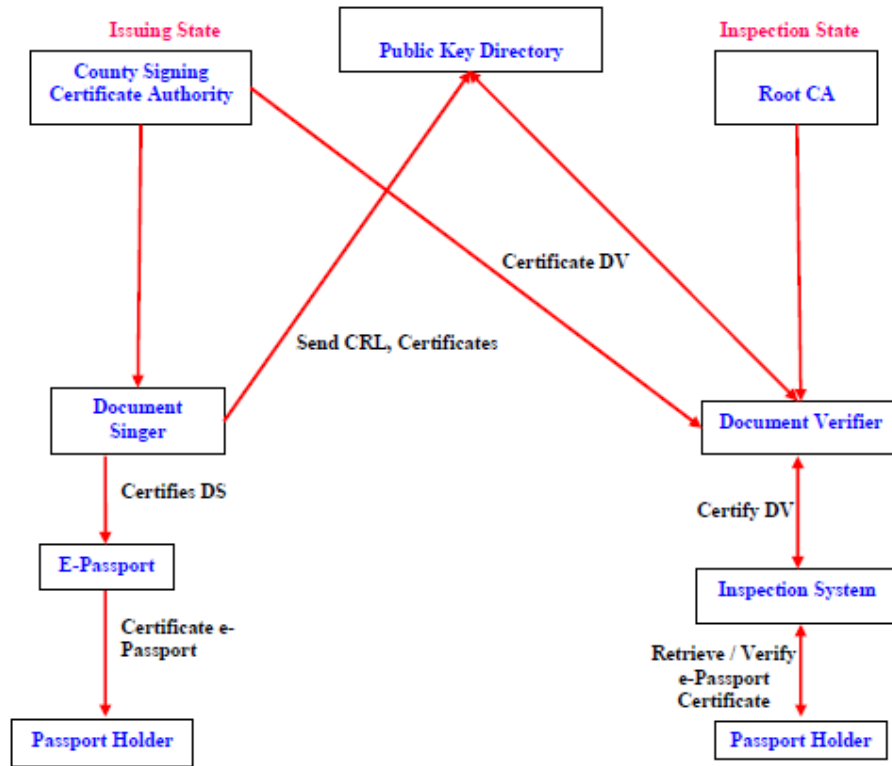 Issuing State
Inspection State
Public Key Directory
County Signing
Certificate Authority
Root CA
Certificate DV
Send CRL, Certificates
Document
Singer
Document Verifier
Certifies DS
Certify DV
E-Passport
Inspection System
Certificate e-
Passport
Retrieve / Verify
e-Passport
Certificate
Passport Holder
Passport Holder